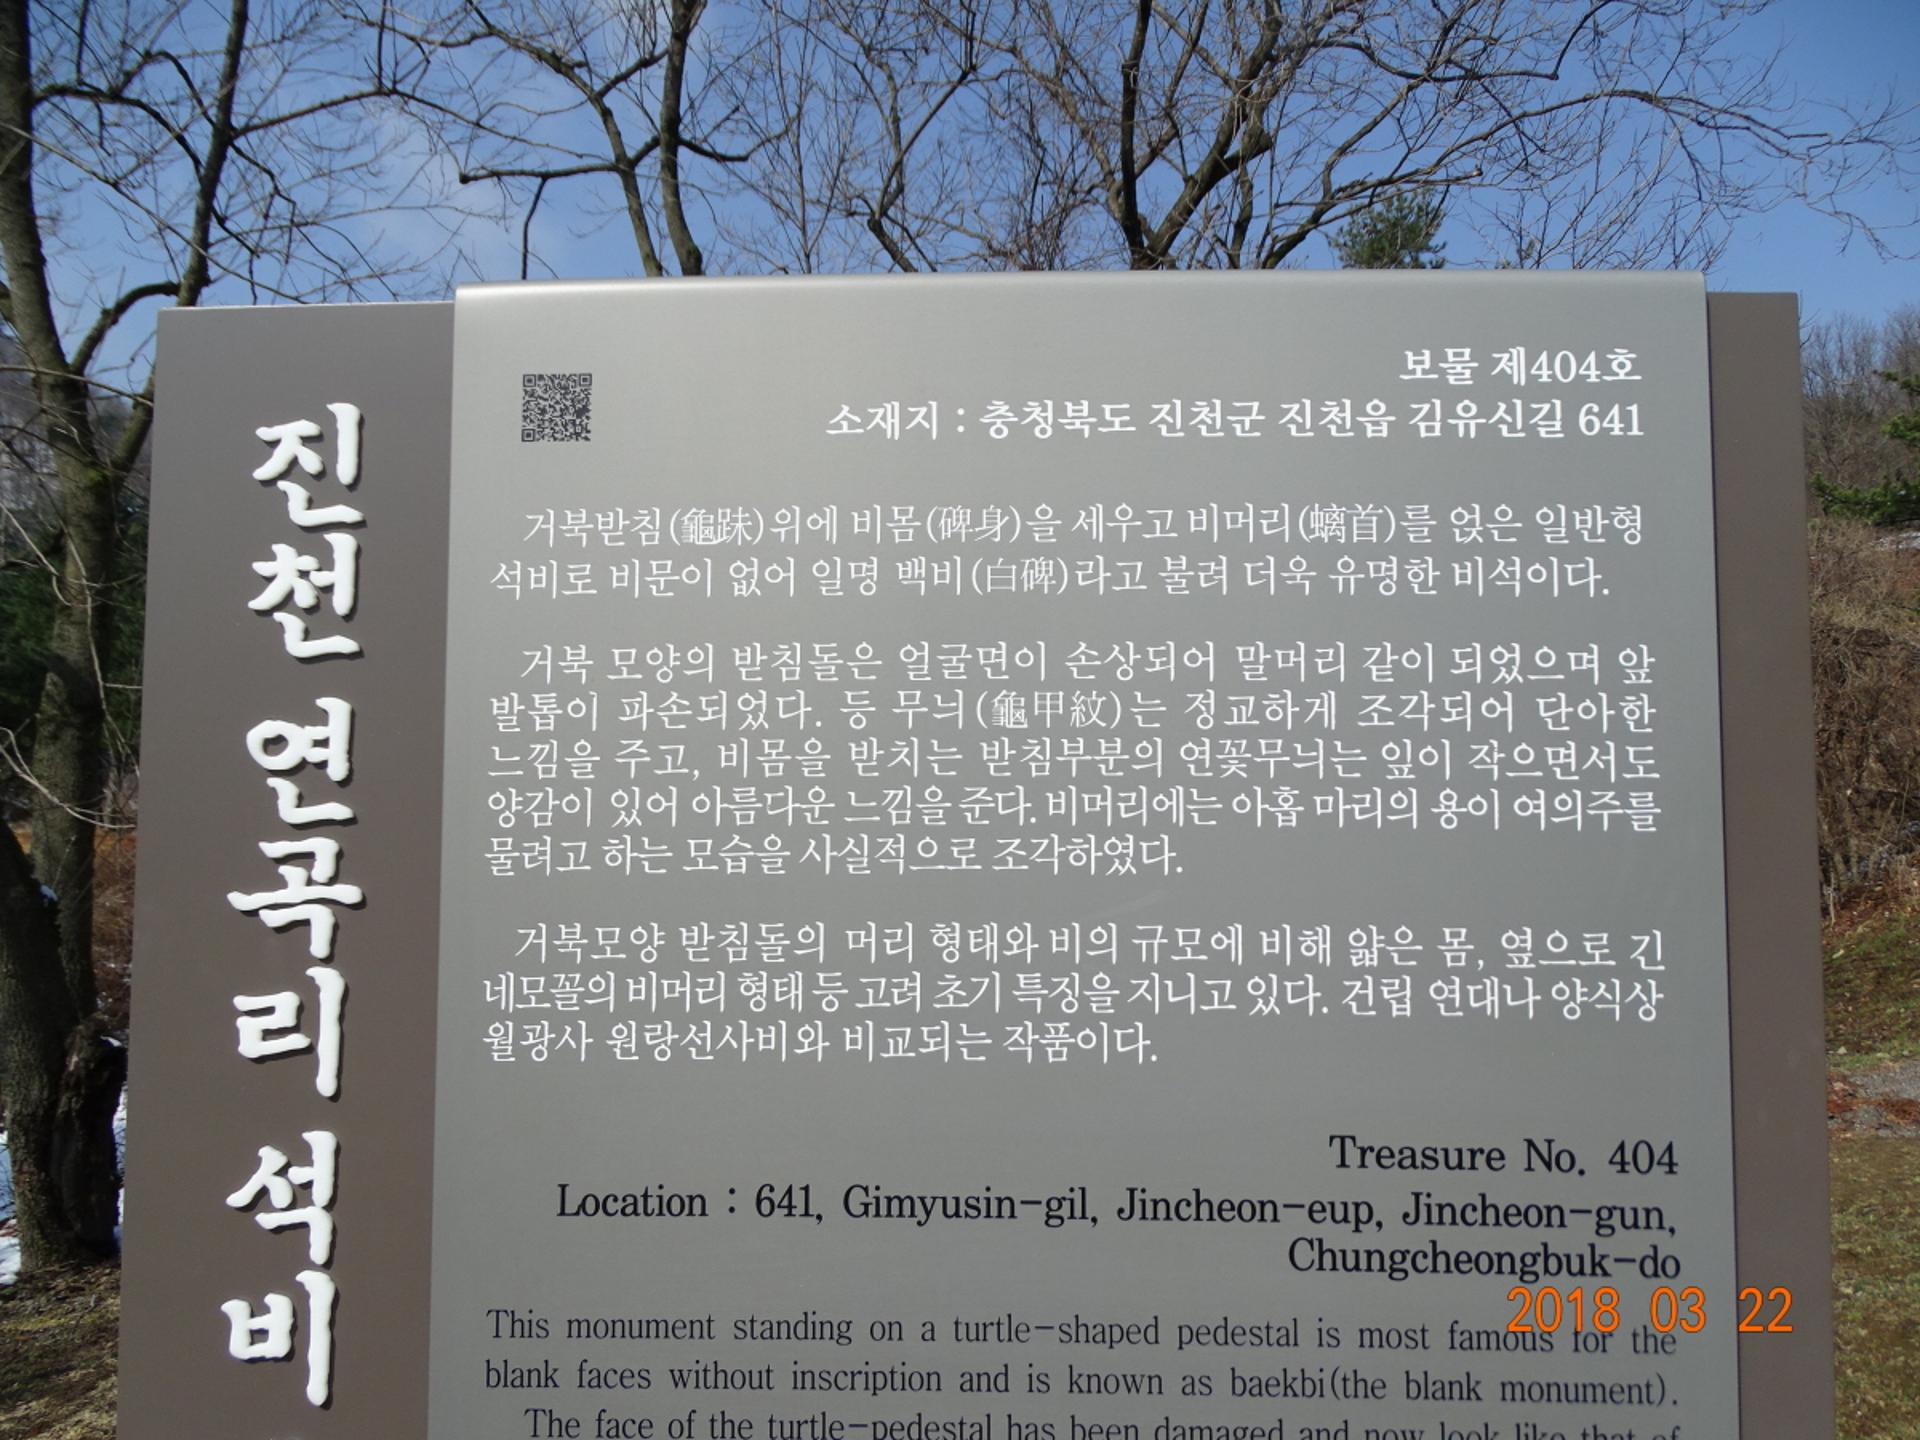 진천 연곡리 석비
보물 제404호
소재지 : 충청북도 진천군 진천읍 김유신길 641
거북받침(龜趺)위에 비몸(碑身)을 세우고 비머리(螭首)를 얹은 일반형
석비로 비문이 없어 일명 백비(白碑)라고 불려 더욱 유명한 비석이다.
거북 모양의 받침돌은 얼굴면이 손상되어 말머리 같이 되었으며 앞
발톱이 파손되었다. 등 무늬(龜甲紋)는 정교하게 조각되어 단아한
느낌을 주고, 비몸을 받치는 받침부분의 연꽃무늬는 잎이 작으면서도
양감이 있어 아름다운 느낌을 준다. 비머리에는 아홉 마리의 용이 여의주를
물려고 하는 모습을 사실적으로 조각하였다.
거북모양 받침돌의 머리 형태와 비의 규모에 비해 얇은 몸, 옆으로 긴
네모꼴의 비머리 형태 등 고려 초기 특징을 지니고 있다. 건립 연대나 양식상
월광사 원랑선사비와 비교되는 작품이다.
Treasure No. 404
Location : 641, Gimyusin-gil, Jincheon-eup, Jincheon-gun,
Chungcheongbuk-do
This monument standing on a turtle-shaped pedestal is most famous for the
blank faces without inscription and is known as baekbi(the blank monument).
The face of the turtle-pedestal has been damaged and now look like that of
2018 03 22